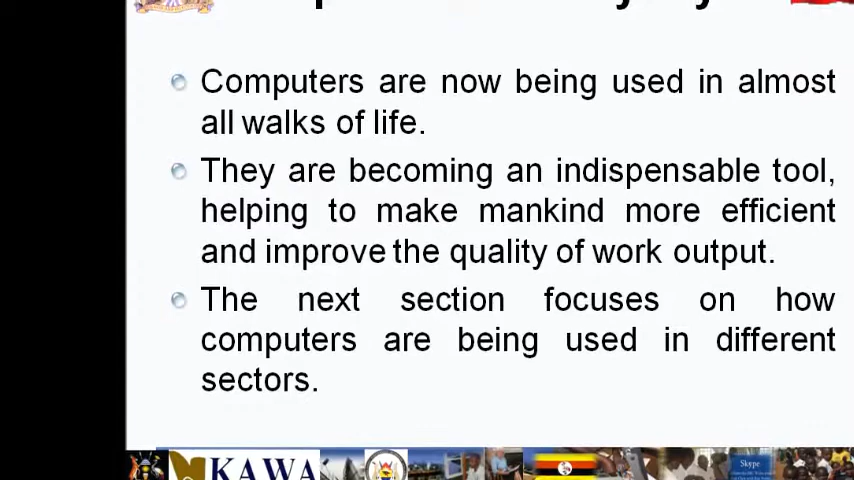 Computers are now being used in almost
all walks of life.
They are becoming an indispensable tool,
helping to make mankind more efficient
and improve the quality of work output.
The next section focuses on how
computers are being used in different
sectors.
KAWA
Skype